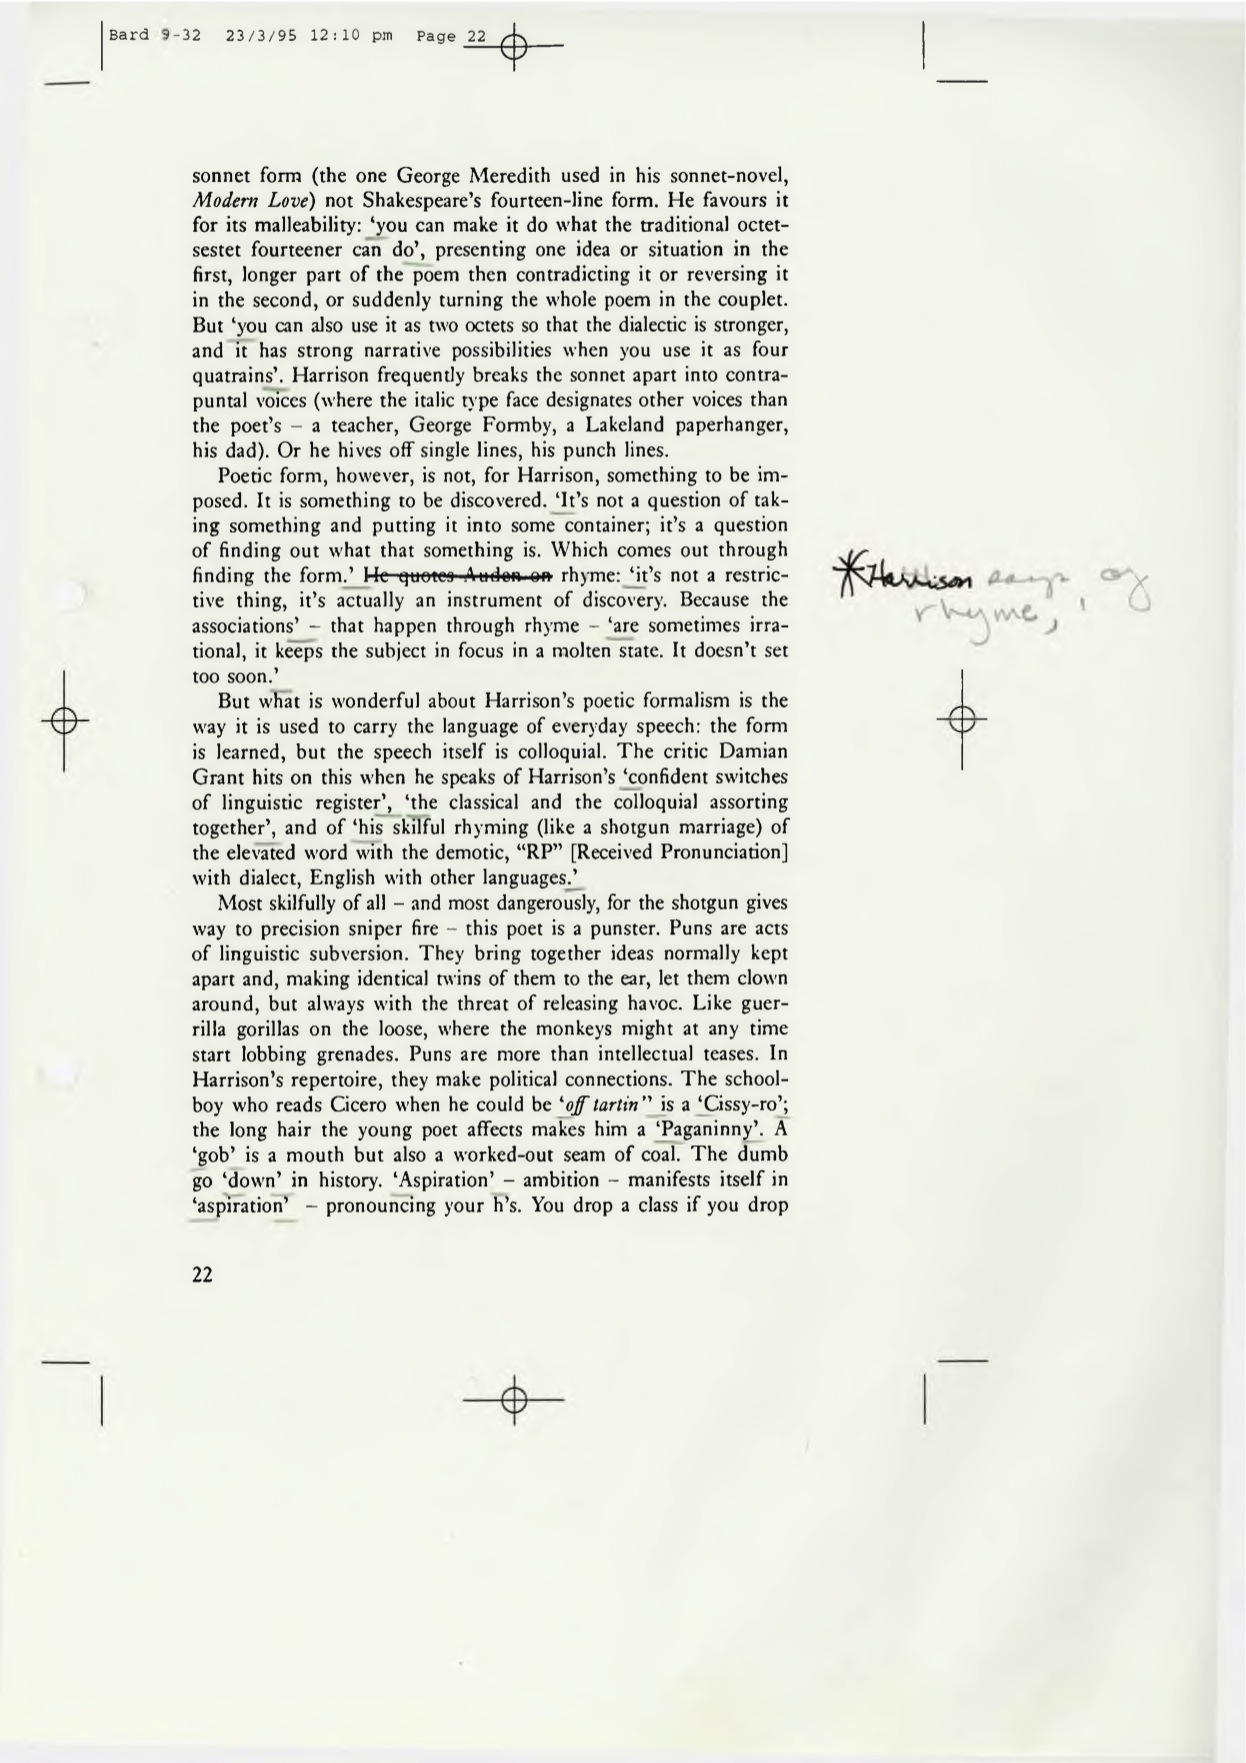 Bard 9-32 23/3/95 12:10 pm Page 22
sonnet form (the one George Meredith used in his sonnet-novel,
Modern Love) not Shakespeare's fourteen-line form. He favours it
for its malleability: ‘you can make it do what the traditional octet-
sestet fourteener can do’, presenting one idea or situation in the
first, longer part of the poem then contradicting it or reversing it
in the second, or suddenly turning the whole poem in the couplet.
But ‘you can also use it as two octets so that the dialectic is stronger,
and it has strong narrative possibilities when you use it as four
quatrains’. Harrison frequently breaks the sonnet apart into contra-
puntal voices (where the italic type face designates other voices than
the poet's – a teacher, George Formby, a Lakeland paperhanger,
his dad). Or he hives off single lines, his punch lines.
Poetic form, however, is not, for Harrison, something to be im-
posed. It is something to be discovered. ‘It's not a question of tak-
ing something and putting it into some container; it's a question
of finding out what that something is. Which comes out through
finding the form.’ He quotes Auden on rhyme: ‘it's not a restric-
tive thing, it's actually an instrument of discovery. Because the
associations’ – that happen through rhyme – ‘are sometimes irra-
tional, it keeps the subject in focus in a molten state. It doesn't set
too soon.’
But what is wonderful about Harrison's poetic formalism is the
way it is used to carry the language of everyday speech: the form
is learned, but the speech itself is colloquial. The critic Damian
Grant hits on this when he speaks of Harrison's ‘confident switches
of linguistic register’, ‘the classical and the colloquial assorting
together’, and of ‘his skilful rhyming (like a shotgun marriage) of
the elevated word with the demotic, “RP” [Received Pronunciation]
with dialect, English with other languages.’
Most skilfully of all – and most dangerously, for the shotgun gives
way to precision sniper fire – this poet is a punster. Puns are acts
of linguistic subversion. They bring together ideas normally kept
apart and, making identical twins of them to the ear, let them clown
around, but always with the threat of releasing havoc. Like guer-
rilla gorillas on the loose, where the monkeys might at any time
start lobbing grenades. Puns are more than intellectual teases. In
Harrison's repertoire, they make political connections. The school-
boy who reads Cicero when he could be ‘off tartin’’ is a ‘Cissy-ro’;
the long hair the young poet affects makes him a ‘Paganinny’. A
‘gob’ is a mouth but also a worked-out seam of coal. The dumb
go ‘down’ in history. ‘Aspiration’ – ambition – manifests itself in
‘aspiration’ – pronouncing your h's. You drop a class if you drop
22
*Harrison says of
rhyme, '